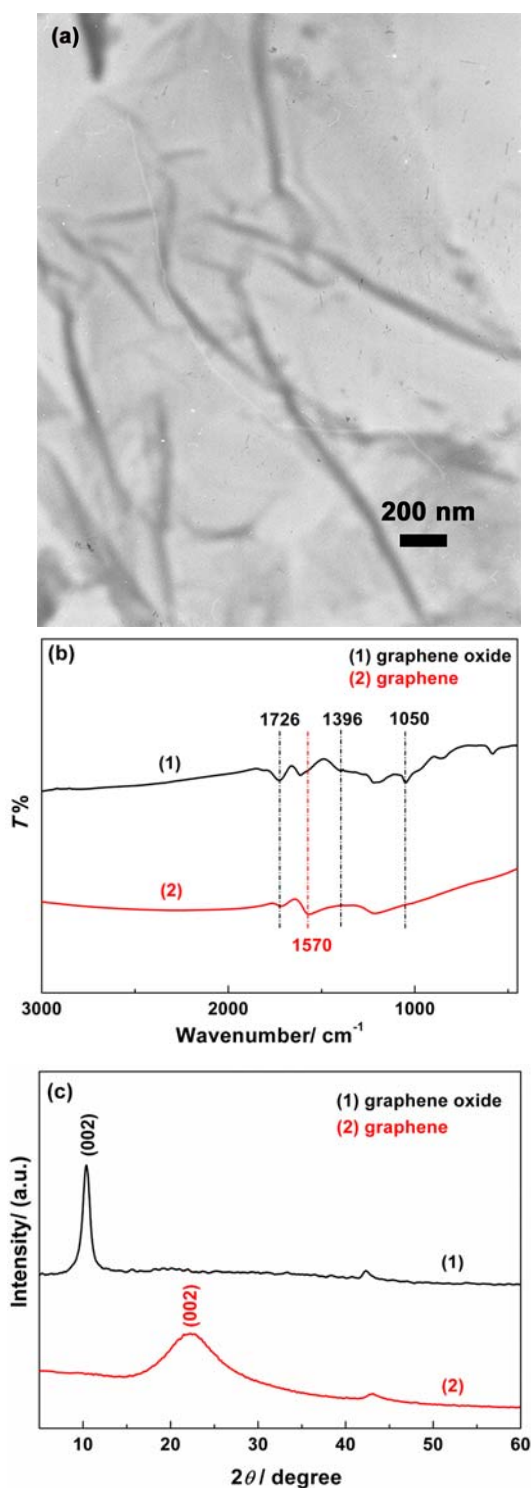 (a)
200 nm
(b)
(1) graphene oxide
(2) graphene
1726
1396
1050
(1)
(2)
1570
T%
3000
2000
1000
Wavenumber/ cm⁻¹
(c)
(1) graphene oxide
(2) graphene
(002)
(1)
(002)
(2)
Intensity/ (a.u.)
10
20
30
40
50
60
2θ / degree